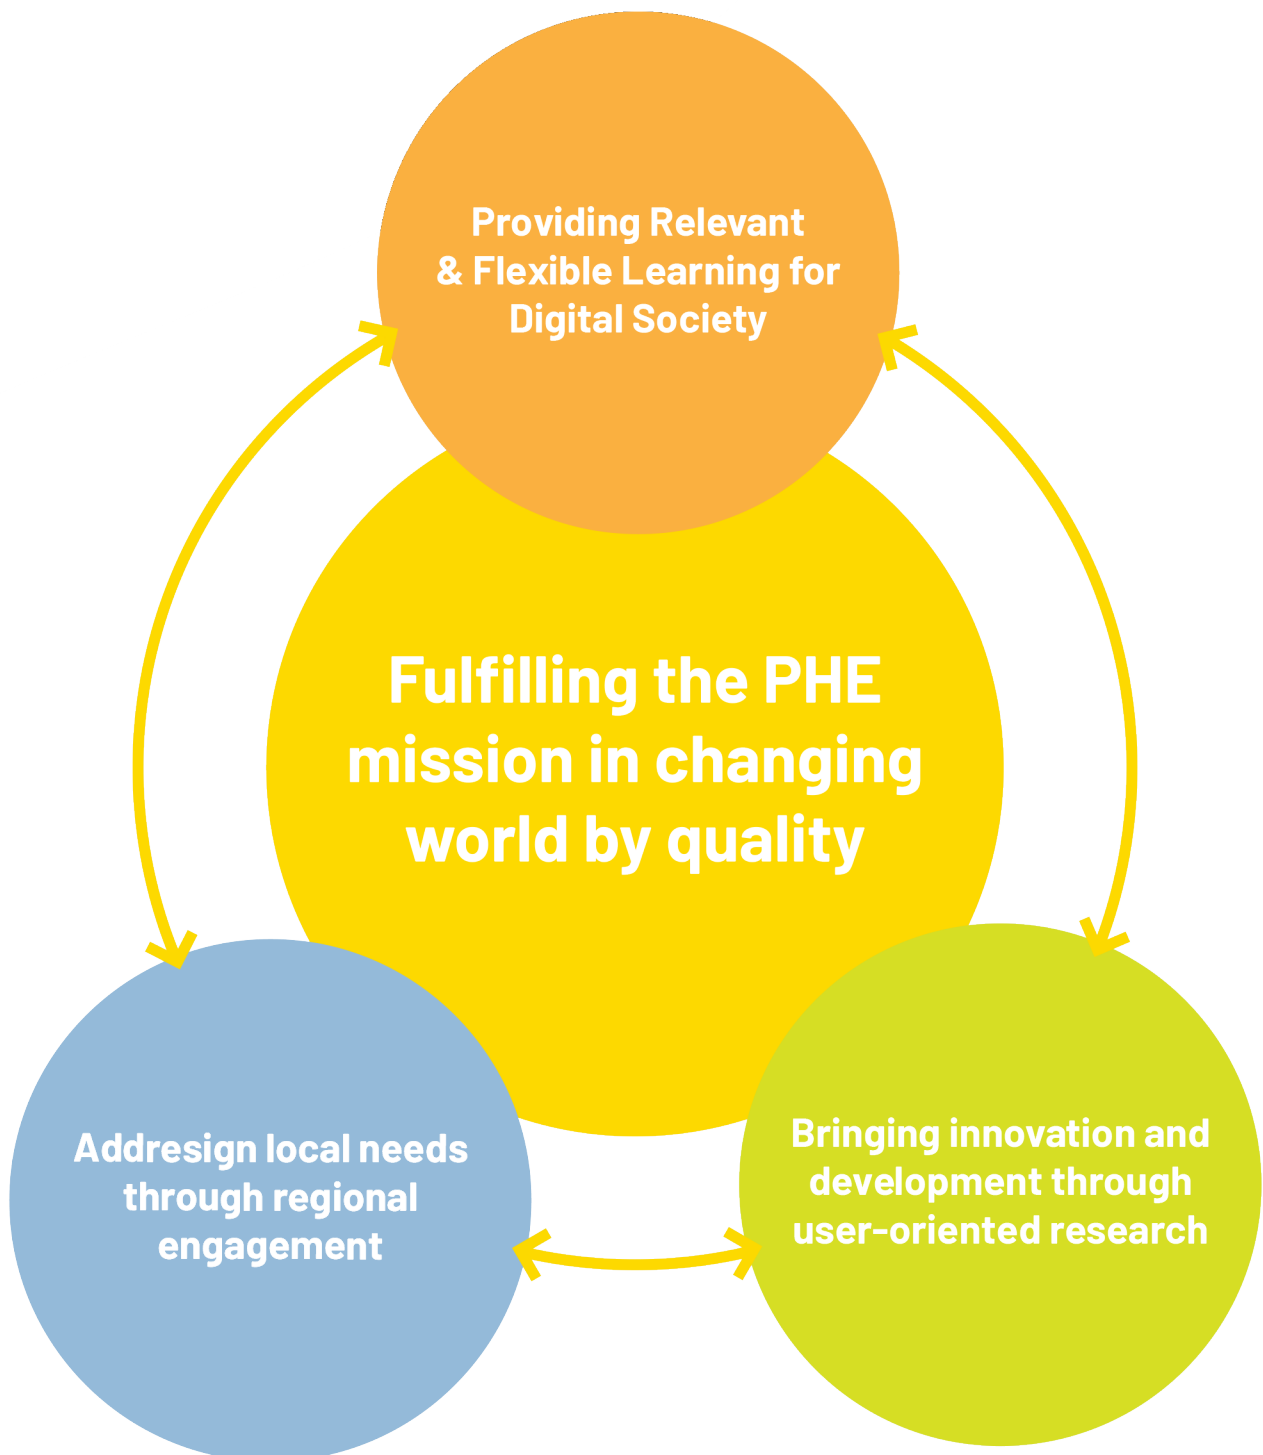 Providing Relevant
& Flexible Learning for
Digital Society
Fulfilling the PHE
mission in changing
world by quality
Addresign local needs
through regional
engagement
Bringing innovation and
development through
user-oriented research